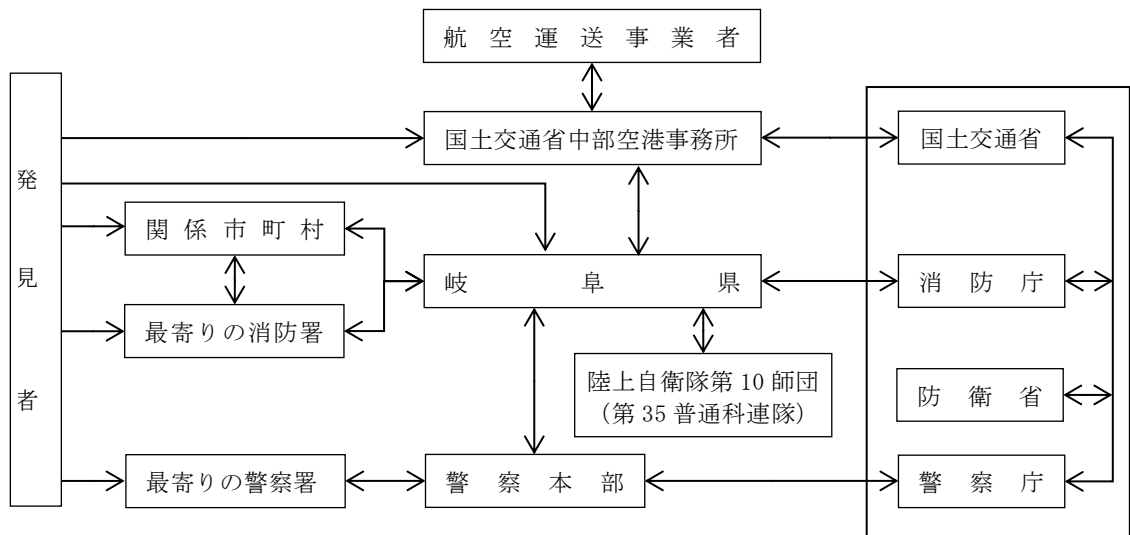 航空運送事業者
発見者
国土交通省中部空港事務所
国土交通省
関係市町村
岐阜県
消防庁
最寄りの消防署
陸上自衛隊第10師団
(第35普通科連隊)
防衛省
最寄りの警察署
警察本部
警察庁